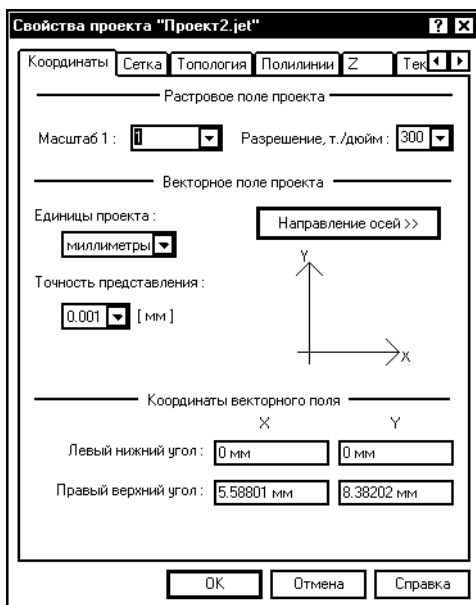 Свойства проекта "Проект2.jet"
Координаты Сетка Топология Полилинии Z Тек
Растровое поле проекта
Масштаб 1 : 1 Разрешение, т./дюйм : 300
Векторное поле проекта
Единицы проекта :
миллиметры
Направление осей >>
Точность представления :
0.001 [ мм ]
Y
X
Координаты векторного поля
X Y
Левый нижний угол : 0 мм 0 мм
Правый верхний угол : 5.58801 мм 8.38202 мм
OK Отмена Справка